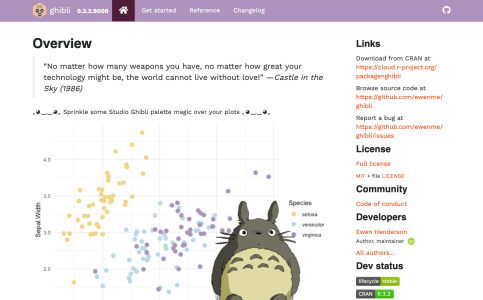 ghibli 0.3.3.9000 Get started Reference Changelog
Overview
"No matter how many weapons you have, no matter how great your
technology might be, the world cannot live without love!" —Castle in the
Sky (1986)
Sprinkle some Studio Ghibli palette magic over your plots
4.0
3.5
3.0
2.5
Sepal.Width
Species
setosa
versicolor
virginica
Links
Download from CRAN at
https://cloud.r-project.org/
package=ghibli
Browse source code at
https://github.com/ewenme/
ghibli
Report a bug at
https://github.com/ewenme/
ghibli/issues
License
Full license
MIT + file LICENSE
Community
Code of conduct
Developers
Ewen Henderson
Author, maintainer iD
All authors...
Dev status
lifecycle stable
CRAN 0.3.2